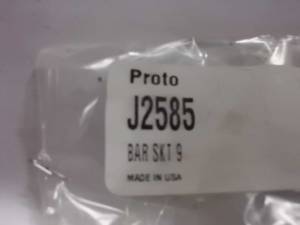 Proto
J2585
BAR SKT 9
MADE IN USA